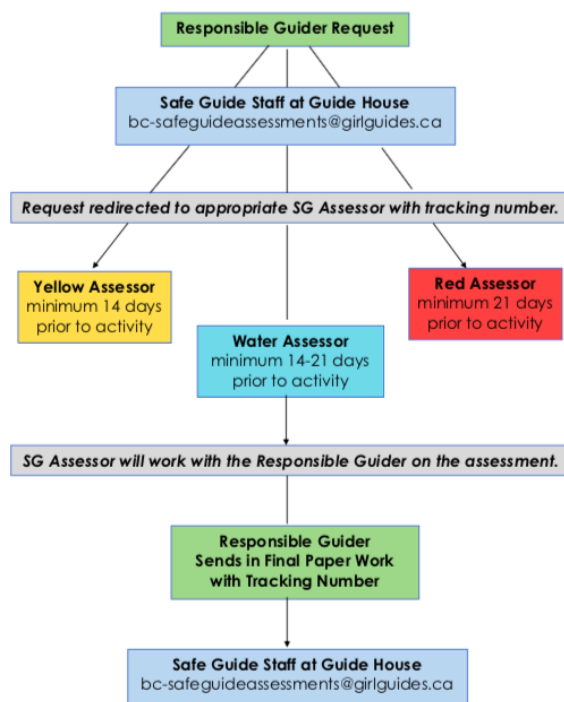 Responsible Guider Request
Safe Guide Staff at Guide House
bc-safeguideassessments@girlguides.ca
Request redirected to appropriate SG Assessor with tracking number.
Yellow Assessor
minimum 14 days
prior to activity
Red Assessor
minimum 21 days
prior to activity
Water Assessor
minimum 14-21 days
prior to activity
SG Assessor will work with the Responsible Guider on the assessment.
Responsible Guider
Sends in Final Paper Work
with Tracking Number
Safe Guide Staff at Guide House
bc-safeguideassessments@girlguides.ca